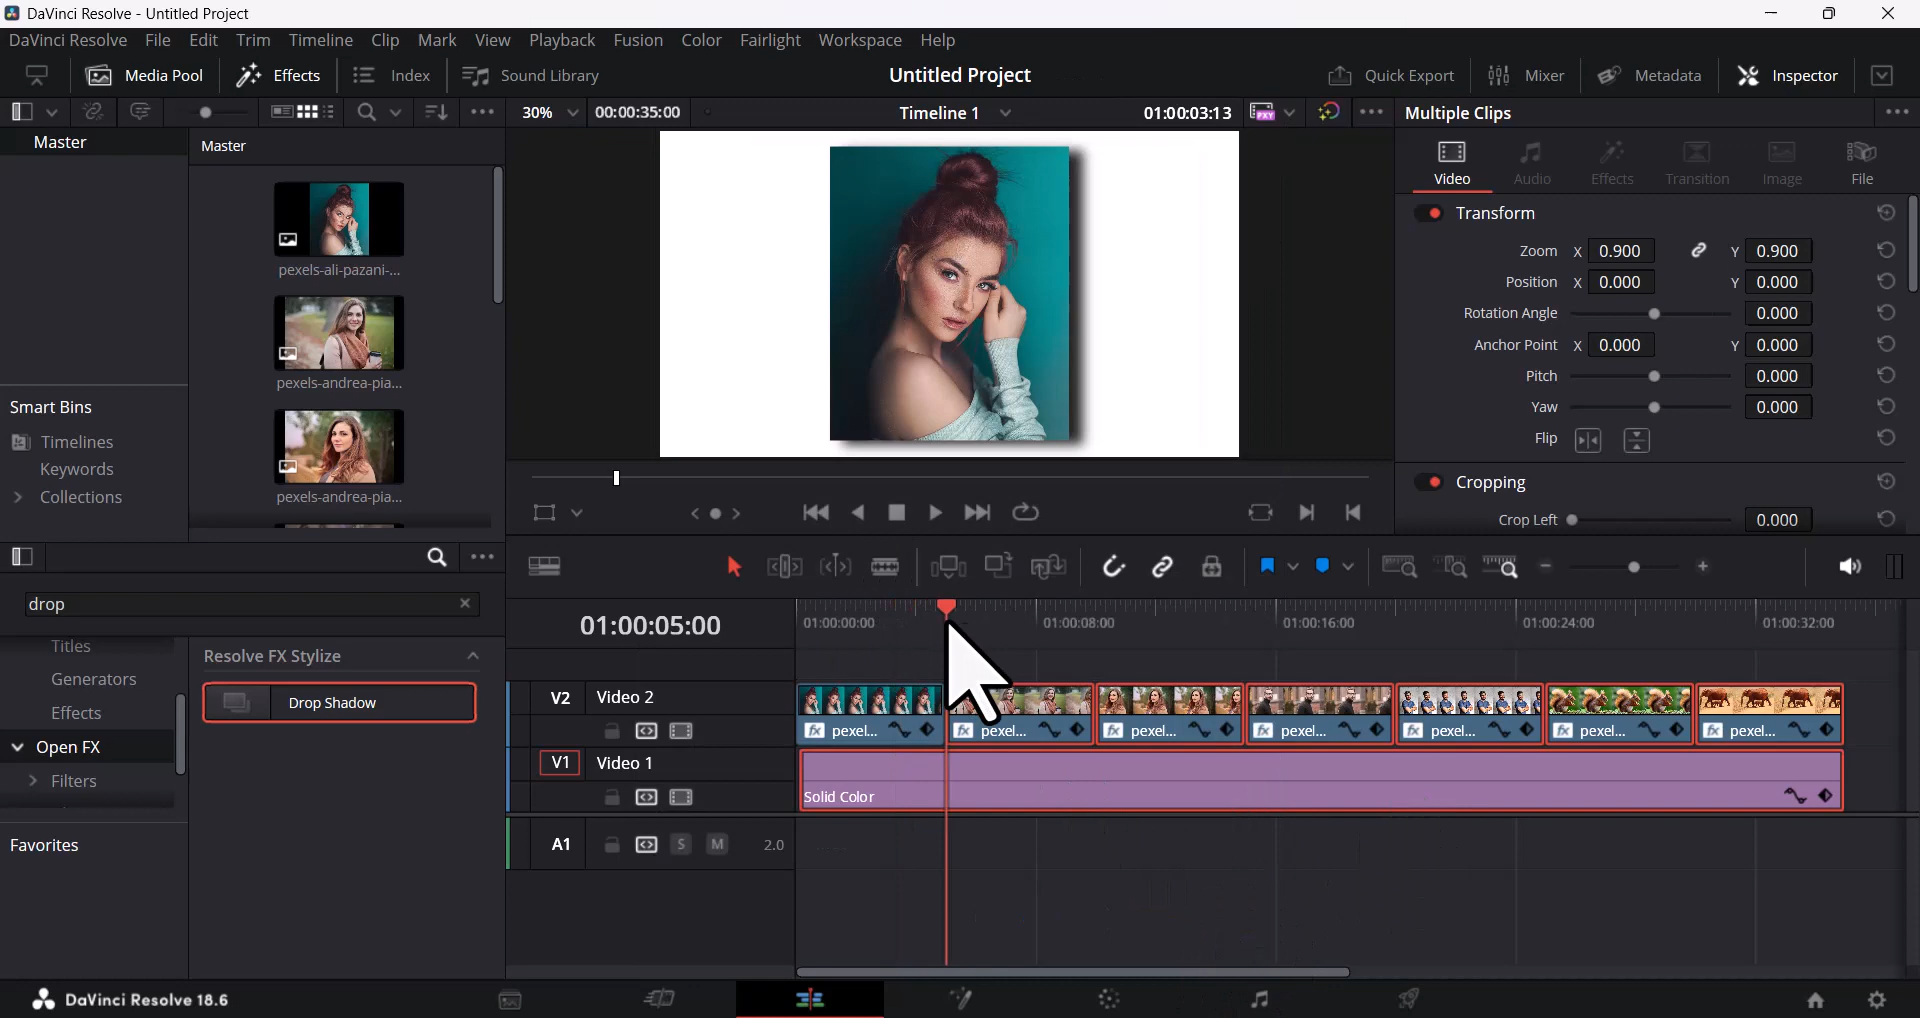 DaVinci Resolve - Untitled Project
DaVinci Resolve File Edit Trim Timeline Clip Mark View Playback Fusion Color Fairlight Workspace Help
Media Pool Effects Index Sound Library Untitled Project Quick Export Mixer Metadata Inspector
30% 00:00:35:00 Timeline 1 01:00:03:13 PXY Multiple Clips
Master
Master
pexels-ali-pazani-...
pexels-andrea-pia...
pexels-andrea-pia...
Smart Bins
Timelines
Keywords
Collections
Video Audio Effects Transition Image File
Transform
Zoom X 0.900 Y 0.900
Position X 0.000 Y 0.000
Rotation Angle 0.000
Anchor Point X 0.000 Y 0.000
Pitch 0.000
Yaw 0.000
Flip
Cropping
Crop Left 0.000
drop
Titles
Generators
Effects
Open FX
Filters
Favorites
Resolve FX Stylize
Drop Shadow
01:00:05:00
01:00:00:00 01:00:08:00 01:00:16:00 01:00:24:00 01:00:32:00
V2 Video 2
fx pexel... fx pexel... fx pexel... fx pexel... fx pexel... fx pexel... fx pexel...
V1 Video 1
Solid Color
A1 S M 2.0
DaVinci Resolve 18.6